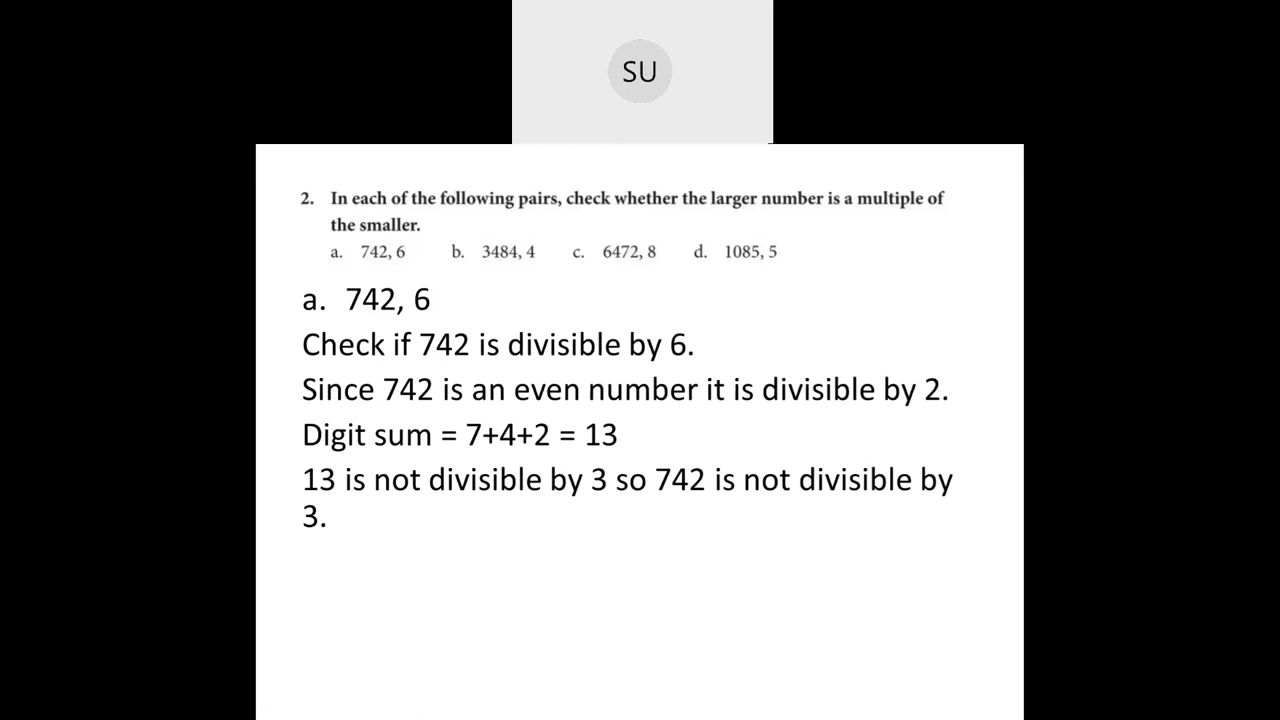 SU
2. In each of the following pairs, check whether the larger number is a multiple of
the smaller.
a. 742, 6 b. 3484, 4 c. 6472, 8 d. 1085, 5
a. 742, 6
Check if 742 is divisible by 6.
Since 742 is an even number it is divisible by 2.
Digit sum = 7+4+2 = 13
13 is not divisible by 3 so 742 is not divisible by
3.